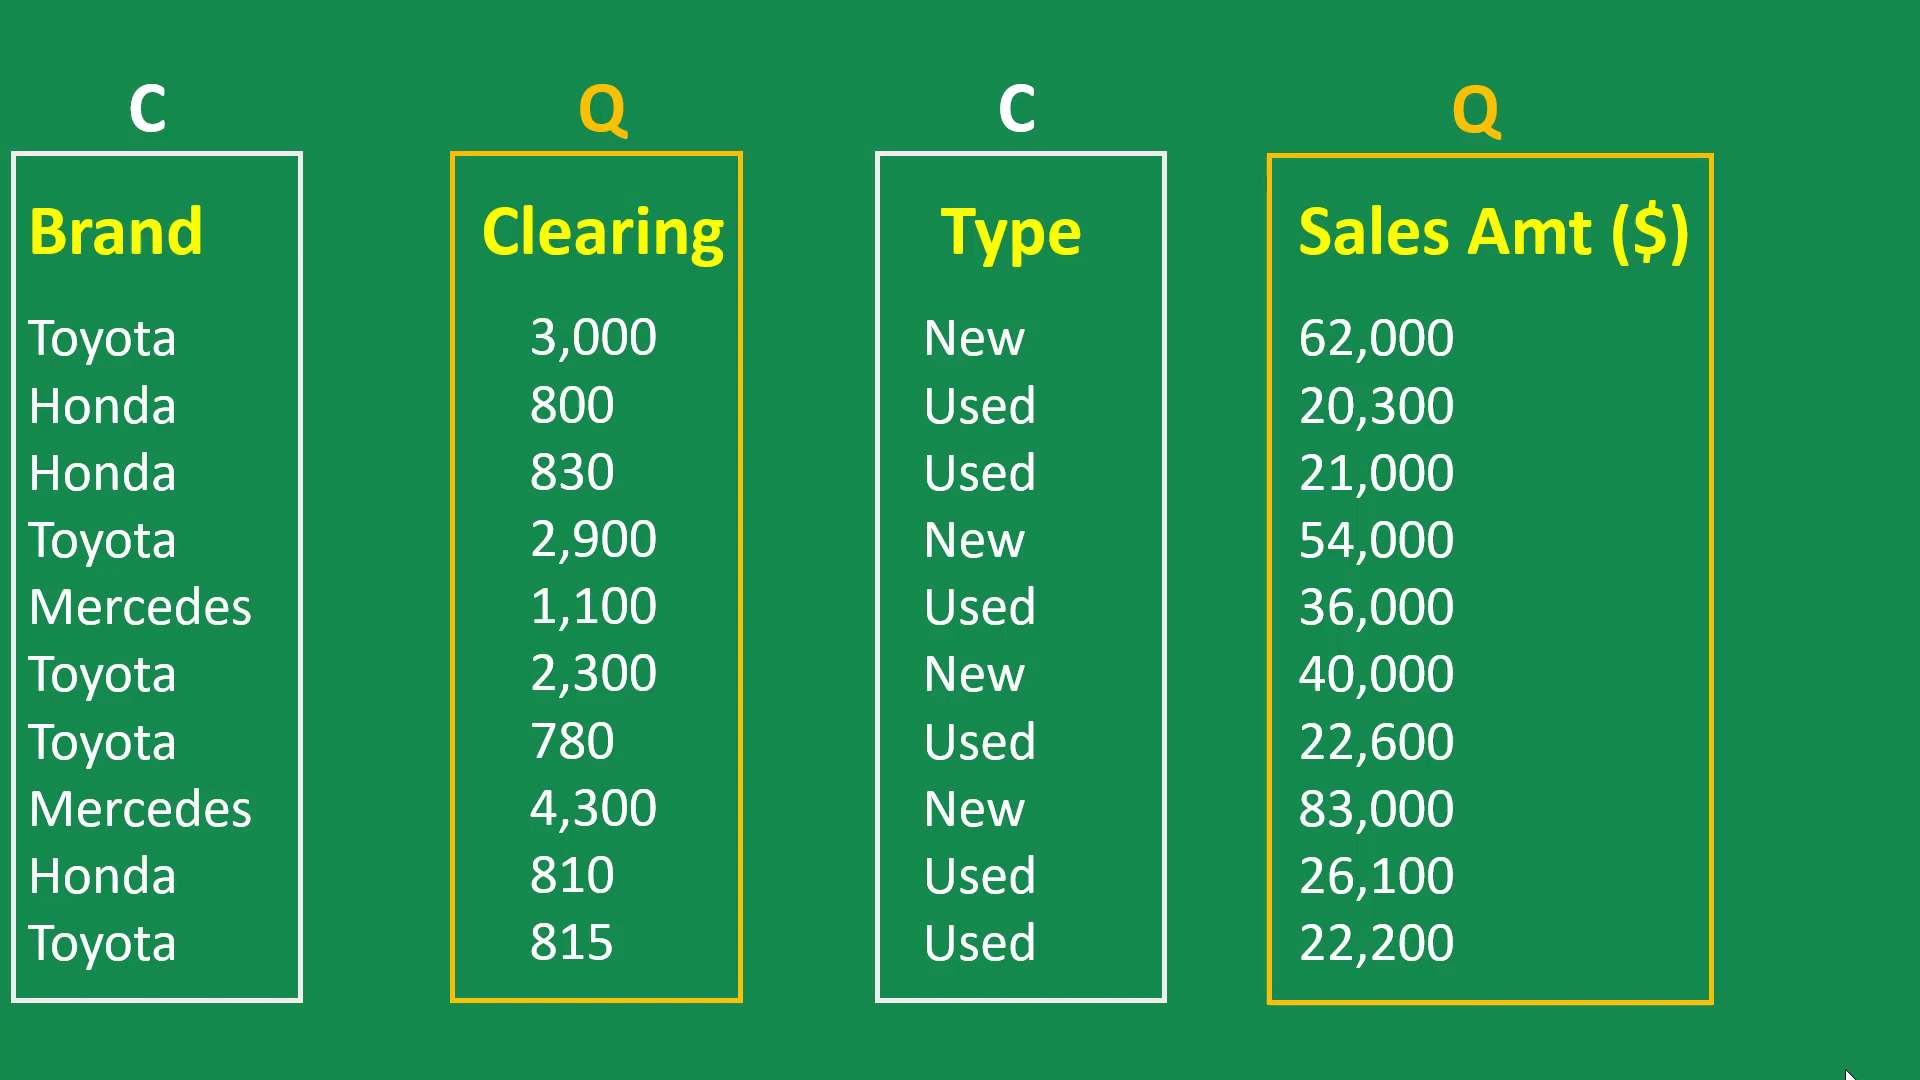 C Q C Q
Brand Clearing Type Sales Amt ($)
Toyota 3,000 New 62,000
Honda 800 Used 20,300
Honda 830 Used 21,000
Toyota 2,900 New 54,000
Mercedes 1,100 Used 36,000
Toyota 2,300 New 40,000
Toyota 780 Used 22,600
Mercedes 4,300 New 83,000
Honda 810 Used 26,100
Toyota 815 Used 22,200